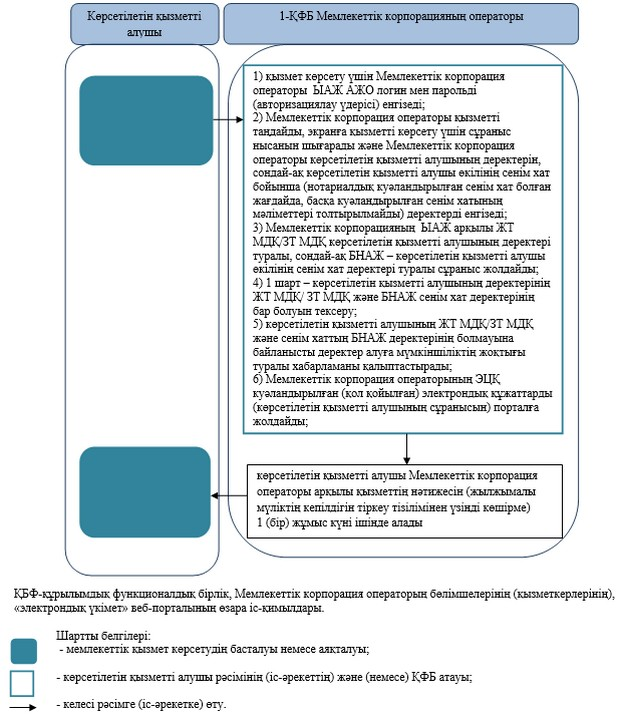 Көрсетілетін қызметті
алушы
1-ҚФБ Мемлекеттік корпорацияның операторы
1) қызмет көрсету үшін Мемлекеттік корпорация
операторы ЫАЖ АЖО логин мен парольді
(авторизациялау үдерісі) енгізеді;
2) Мемлекеттік корпорация операторы қызметті
таңдайды, экранға қызметті көрсету үшін сұраныс
нысанын шығарады және Мемлекеттік корпорация
операторы көрсетілетін қызметті алушының деректерін,
сондай-ақ көрсетілетін қызметті алушы өкілінің сенім хат
бойынша (нотариалдық куәландырылған сенім хат болған
жағдайда, басқа куәландырылған сенім хатының
мәліметтері толтырылмайды) деректерді енгізеді;
3) Мемлекеттік корпорацияның ЫАЖ арқылы ЖТ
МДҚ/ЗТ МДҚ көрсетілетін қызметті алушының деректері
туралы, сондай-ақ БНАЖ – көрсетілетін қызметті алушы
өкілінің сенім хат деректері туралы сұраныс жолдайды;
4) 1 шарт – көрсетілетін қызметті алушының деректерінің
ЖТ МДҚ/ ЗТ МДҚ және БНАЖ сенім хат деректерінің
бар болуын тексеру;
5) көрсетілетін қызметті алушының ЖТ МДҚ/ЗТ МДҚ
және сенім хаттың БНАЖ деректерінің болмауына
байланысты деректер алуға мүмкіншіліктің жоқтығы
туралы хабарламаны қалыптастырады;
6) Мемлекеттік корпорация операторының ЭЦҚ
куәландырылған (қол қойылған) электрондық құжаттарды
(көрсетілетін қызметті алушының сұранысын) порталға
жолдайды;
көрсетілетін қызметті алушы Мемлекеттік корпорация
операторы арқылы қызметтің нәтижесін (жылжымалы
мүліктің кепілдігін тіркеу тізілімінен үзінді көшірме)
1 (бір) жұмыс күні ішінде алады
ҚБФ-құрылымдық функционалдық бірлік, Мемлекеттік корпорация операторың бөлімшелерінің (қызметкерлерінің),
«электрондық үкімет» веб-порталының өзара іс-қимылдары.
Шартты белгілері:
- мемлекеттік қызмет көрсетудің басталуы немесе аяқталуы;
- көрсетілетін қызметті алушы рәсімінің (іс-әрекеттің) және (немесе) ҚФБ атауы;
- келесі рәсімге (іс-әрекетке) өту.